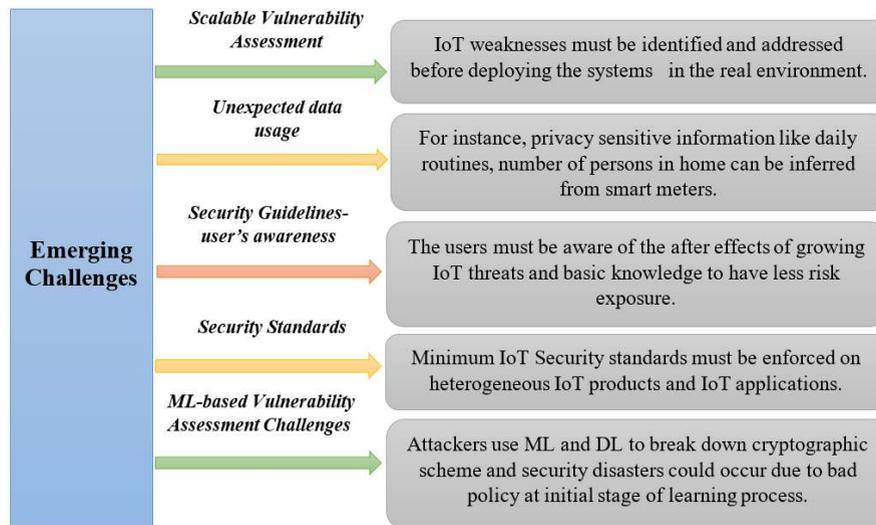 Emerging
Challenges
Scalable Vulnerability
Assessment
IoT weaknesses must be identified and addressed
before deploying the systems in the real environment.
Unexpected data
usage
For instance, privacy sensitive information like daily
routines, number of persons in home can be inferred
from smart meters.
Security Guidelines-
user's awareness
The users must be aware of the after effects of growing
IoT threats and basic knowledge to have less risk
exposure.
Security Standards
Minimum IoT Security standards must be enforced on
heterogeneous IoT products and IoT applications.
ML-based Vulnerability
Assessment Challenges
Attackers use ML and DL to break down cryptographic
scheme and security disasters could occur due to bad
policy at initial stage of learning process.